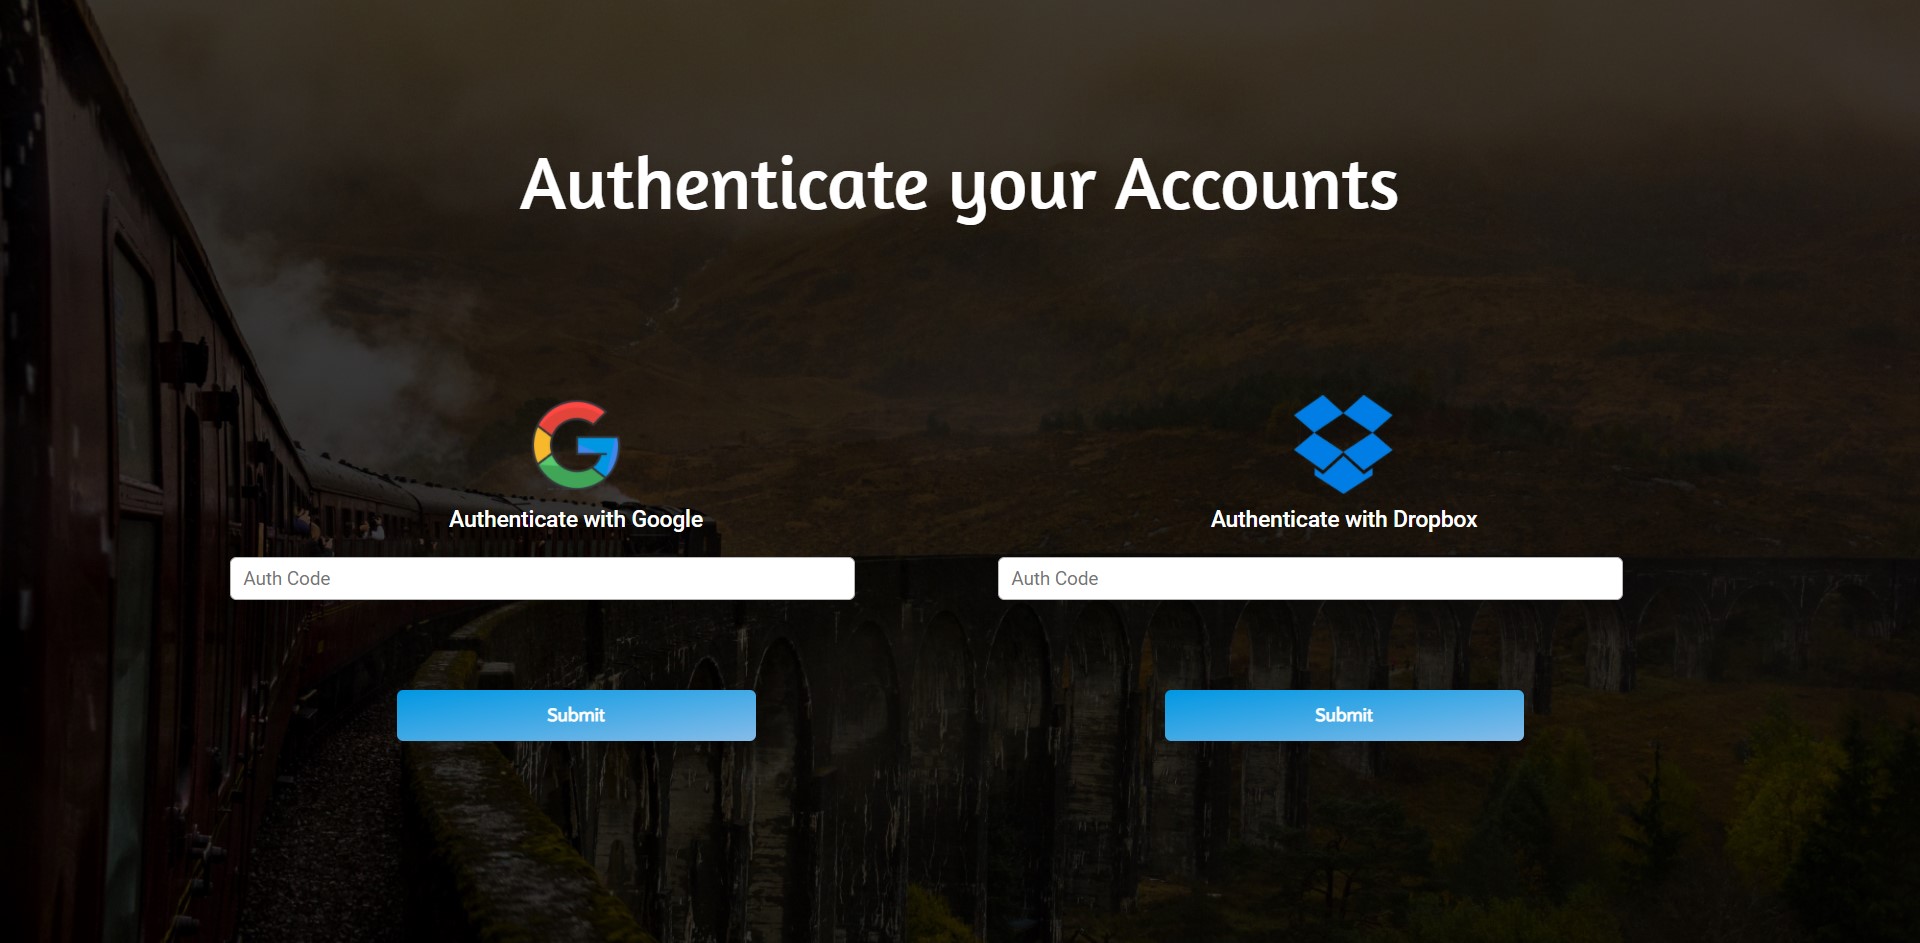 Authenticate your Accounts
Authenticate with Google
Auth Code
Submit
Authenticate with Dropbox
Auth Code
Submit